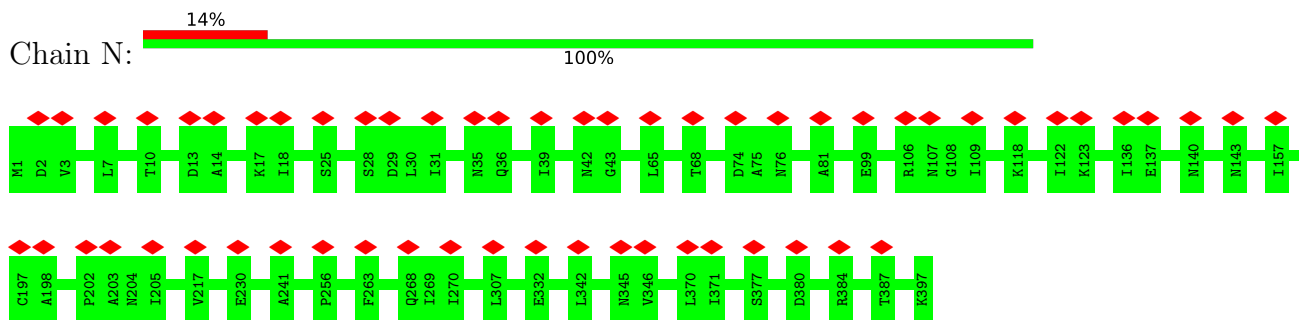 14%
Chain N:
100%
M1 D2 V3 L7 T10 D13 A14 K17 I18 S25 S28 D29 L30 I31 N35 Q36 I39 N42 G43 L65 T68 D74 A75 N76 A81 E99 R106 N107 G108 I109 K118 I122 K123 I136 E137 N140 N143 I157
C197 A198 P202 A203 N204 I205 V217 E230 A241 P256 F263 Q268 I269 I270 L307 E332 L342 N345 V346 L370 I371 S377 D380 R384 T387 K397